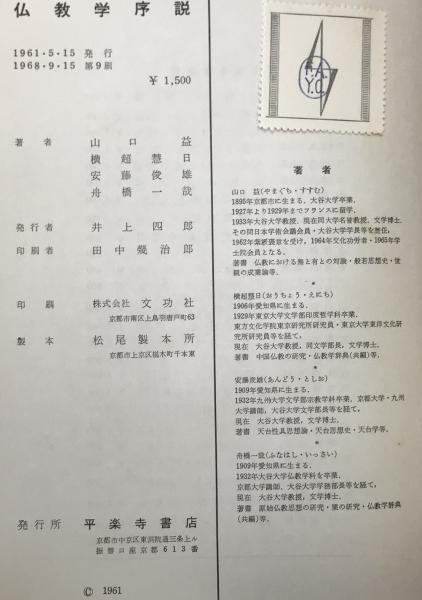 仏教学序説
1961・5・15 発行
1968・9・15 第9刷
¥ 1,500
著者 山口益
横超慧日
安藤俊雄
舟橋一哉
発行者 井上四郎
印刷者 田中幾治郎
印刷 株式会社 文功社
京都市南区上鳥羽唐戸町63
製本 松尾製本所
京都市上京区椹木町千本東
発行所 平楽寺書店
京都市中京区東洞院通三条上ル
振替口座京都613番
© 1961
F.A.
Y.O.
著者
山口 益(やまぐち・すすむ)
1895年京都市に生まる.大谷大学卒業.
1927年より1929年までフランスに留学.
1933年大谷大学教授.現在同大学名誉教授,文学博士.
その間日本学術会議会員・大谷大学学長等を歴任.
1962年紫綬褒章を受け,1964年文化功労者・1965年学
士院会員となる.
著書 仏教における無と有との対論・般若思想史・世
親の成業論等.
*
横超慧日(おうちょう・えにち)
1906年愛知県に生まる.
1929年東京大学文学部印度哲学科卒業.
東方文化学院東京研究所研究員・東京大学東洋文化研
究所研究員等を経て,
現在 大谷大学教授,同文学部長,文学博士.
著書 中国仏教の研究・仏教学辞典(共編)等.
*
安藤俊雄(あんどう・としお)
1909年愛知県に生まる.
1932年九州大学文学部宗教学科卒業.京都大学・九州
大学講師,大谷大学文学部長等を経て,
現在 大谷大学教授,文学博士.
著書 天台性具思想論・天台思想史・天台学等.
*
舟橋一哉(ふなはし・いっさい)
1909年愛知県に生まる.
1932年大谷大学仏教学科を卒業.
京都大学講師,大谷大学学務部長等を経て,
現在 大谷大学教授,文学博士.
著書 原始仏教思想の研究・業の研究・仏教学辞典
(共編)等.